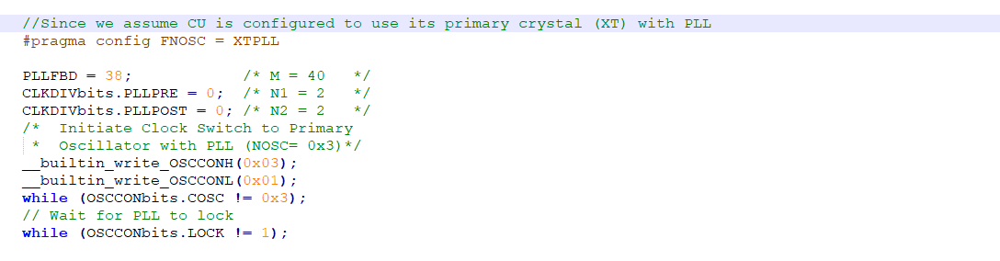 //Since we assume CU is configured to use its primary crystal (XT) with PLL
#pragma config FNOSC = XTPLL

PLLFBD = 38;            /* M = 40   */
CLKDIVbits.PLLPRE = 0;  /* N1 = 2   */
CLKDIVbits.PLLPOST = 0; /* N2 = 2   */
/*  Initiate Clock Switch to Primary
 *  Oscillator with PLL (NOSC= 0x3)*/
__builtin_write_OSCCONH(0x03);
__builtin_write_OSCCONL(0x01);
while (OSCCONbits.COSC != 0x3);
// Wait for PLL to lock
while (OSCCONbits.LOCK != 1);